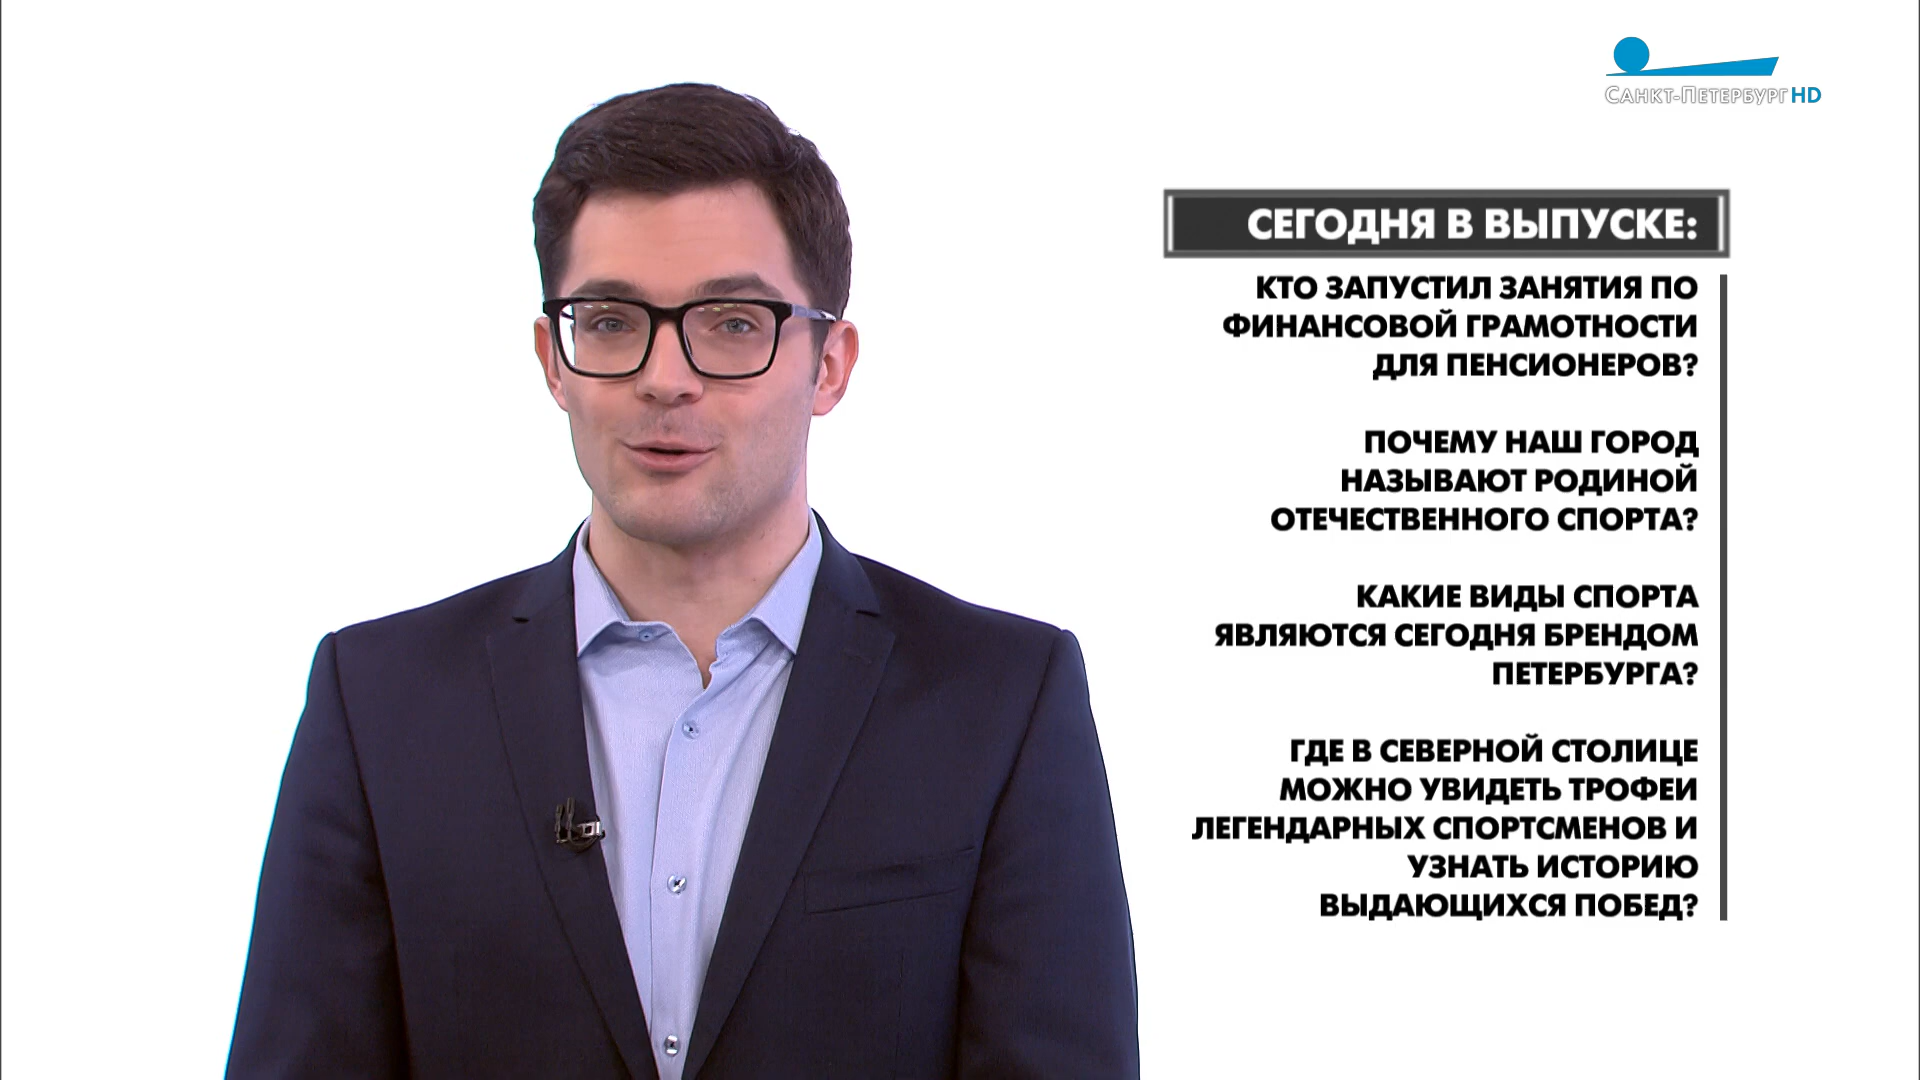 САНКТ-ПЕТЕРБУРГ HD
СЕГОДНЯ В ВЫПУСКЕ:
КТО ЗАПУСТИЛ ЗАНЯТИЯ ПО
ФИНАНСОВОЙ ГРАМОТНОСТИ
ДЛЯ ПЕНСИОНЕРОВ?
ПОЧЕМУ НАШ ГОРОД
НАЗЫВАЮТ РОДИНОЙ
ОТЕЧЕСТВЕННОГО СПОРТА?
КАКИЕ ВИДЫ СПОРТА
ЯВЛЯЮТСЯ СЕГОДНЯ БРЕНДОМ
ПЕТЕРБУРГА?
ГДЕ В СЕВЕРНОЙ СТОЛИЦЕ
МОЖНО УВИДЕТЬ ТРОФЕИ
ЛЕГЕНДАРНЫХ СПОРТСМЕНОВ И
УЗНАТЬ ИСТОРИЮ
ВЫДАЮЩИХСЯ ПОБЕД?